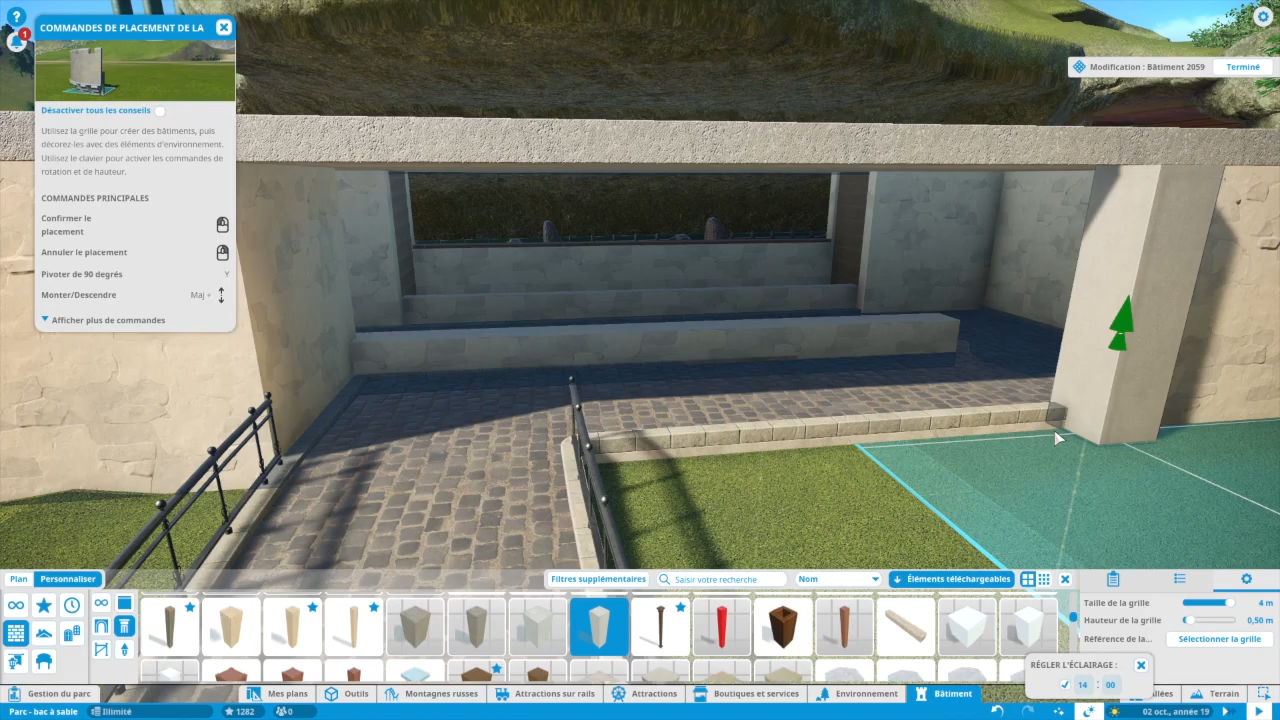 ?
1
COMMANDES DE PLACEMENT DE LA
Désactiver tous les conseils
Utilisez la grille pour créer des bâtiments, puis
décorez-les avec des éléments d'environnement.
Utilisez le clavier pour activer les commandes de
rotation et de hauteur.
COMMANDES PRINCIPALES
Confirmer le
placement
Annuler le placement
Pivoter de 90 degrés Y
Monter/Descendre Maj +
Afficher plus de commandes
Modification : Bâtiment 2059 Terminé
Plan Personnaliser
Filtres supplémentaires Saisir votre recherche Nom Éléments téléchargeables
Taille de la grille 4 m
Hauteur de la grille 0,50 m
Référence de la... Sélectionner la grille
RÉGLER L'ÉCLAIRAGE :
14 : 00
Gestion du parc Mes plans Outils Montagnes russes Attractions sur rails Attractions Boutiques et services Environnement Bâtiment Terrain
Parc - bac à sable Illimité 1282 0 02 oct., année 19